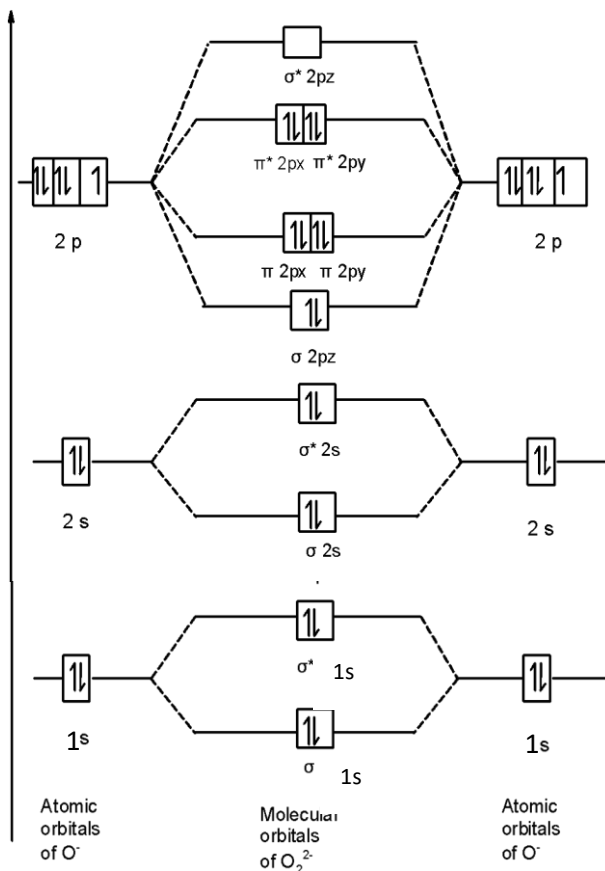 σ* 2pz
π* 2px π* 2py
2 p
2 p
π 2px π 2py
σ 2pz
σ* 2s
2 s
2 s
σ 2s
σ* 1s
1s
1s
σ 1s
Atomic
orbitals
of O⁻
Molecular
orbitals
of O₂²⁻
Atomic
orbitals
of O⁻